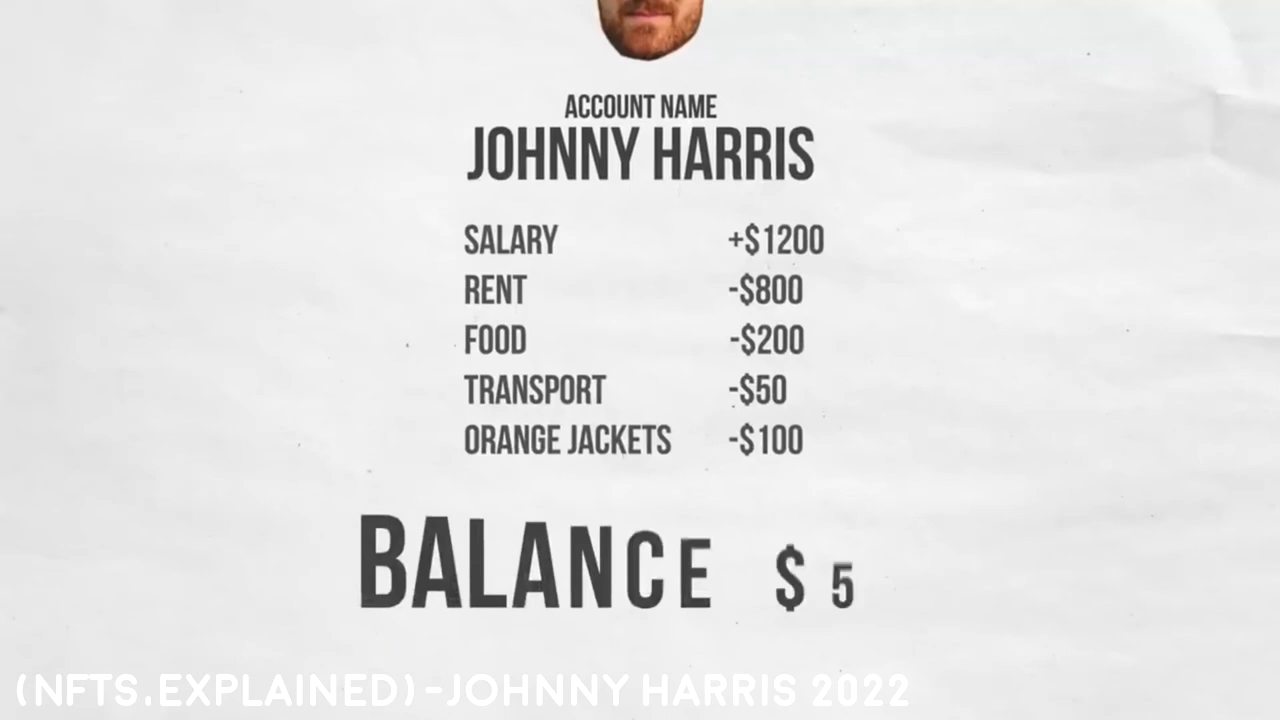 ACCOUNT NAME
JOHNNY HARRIS
SALARY +$1200
RENT -$800
FOOD -$200
TRANSPORT -$50
ORANGE JACKETS -$100
BALANCE $ 5
(NFTS.EXPLAINED)-JOHNNY HARRIS 2022